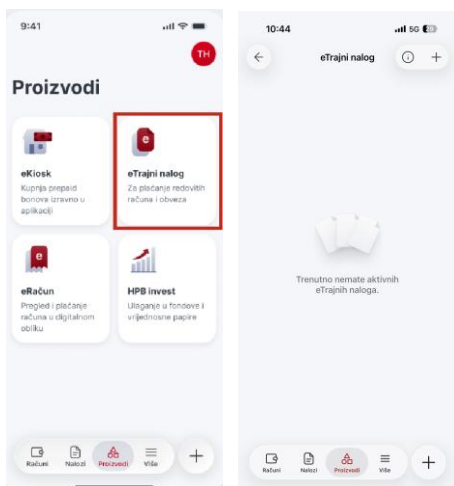 9:41
TH
Proizvodi
eKiosk
Kupnja prepaid
bonova izravno u
aplikaciji
e
eTrajni nalog
Za plaćanje redovitih
računa i obveza
e
eRačun
Pregled i plaćanje
računa u digitalnom
obliku
HPB invest
Ulaganje u fondove i
vrijednosne papire
Računi
Nalozi
Proizvodi
Više
10:44
5G
eTrajni nalog
Trenutno nemate aktivnih
eTrajnih naloga.
Računi
Nalozi
Proizvodi
Više